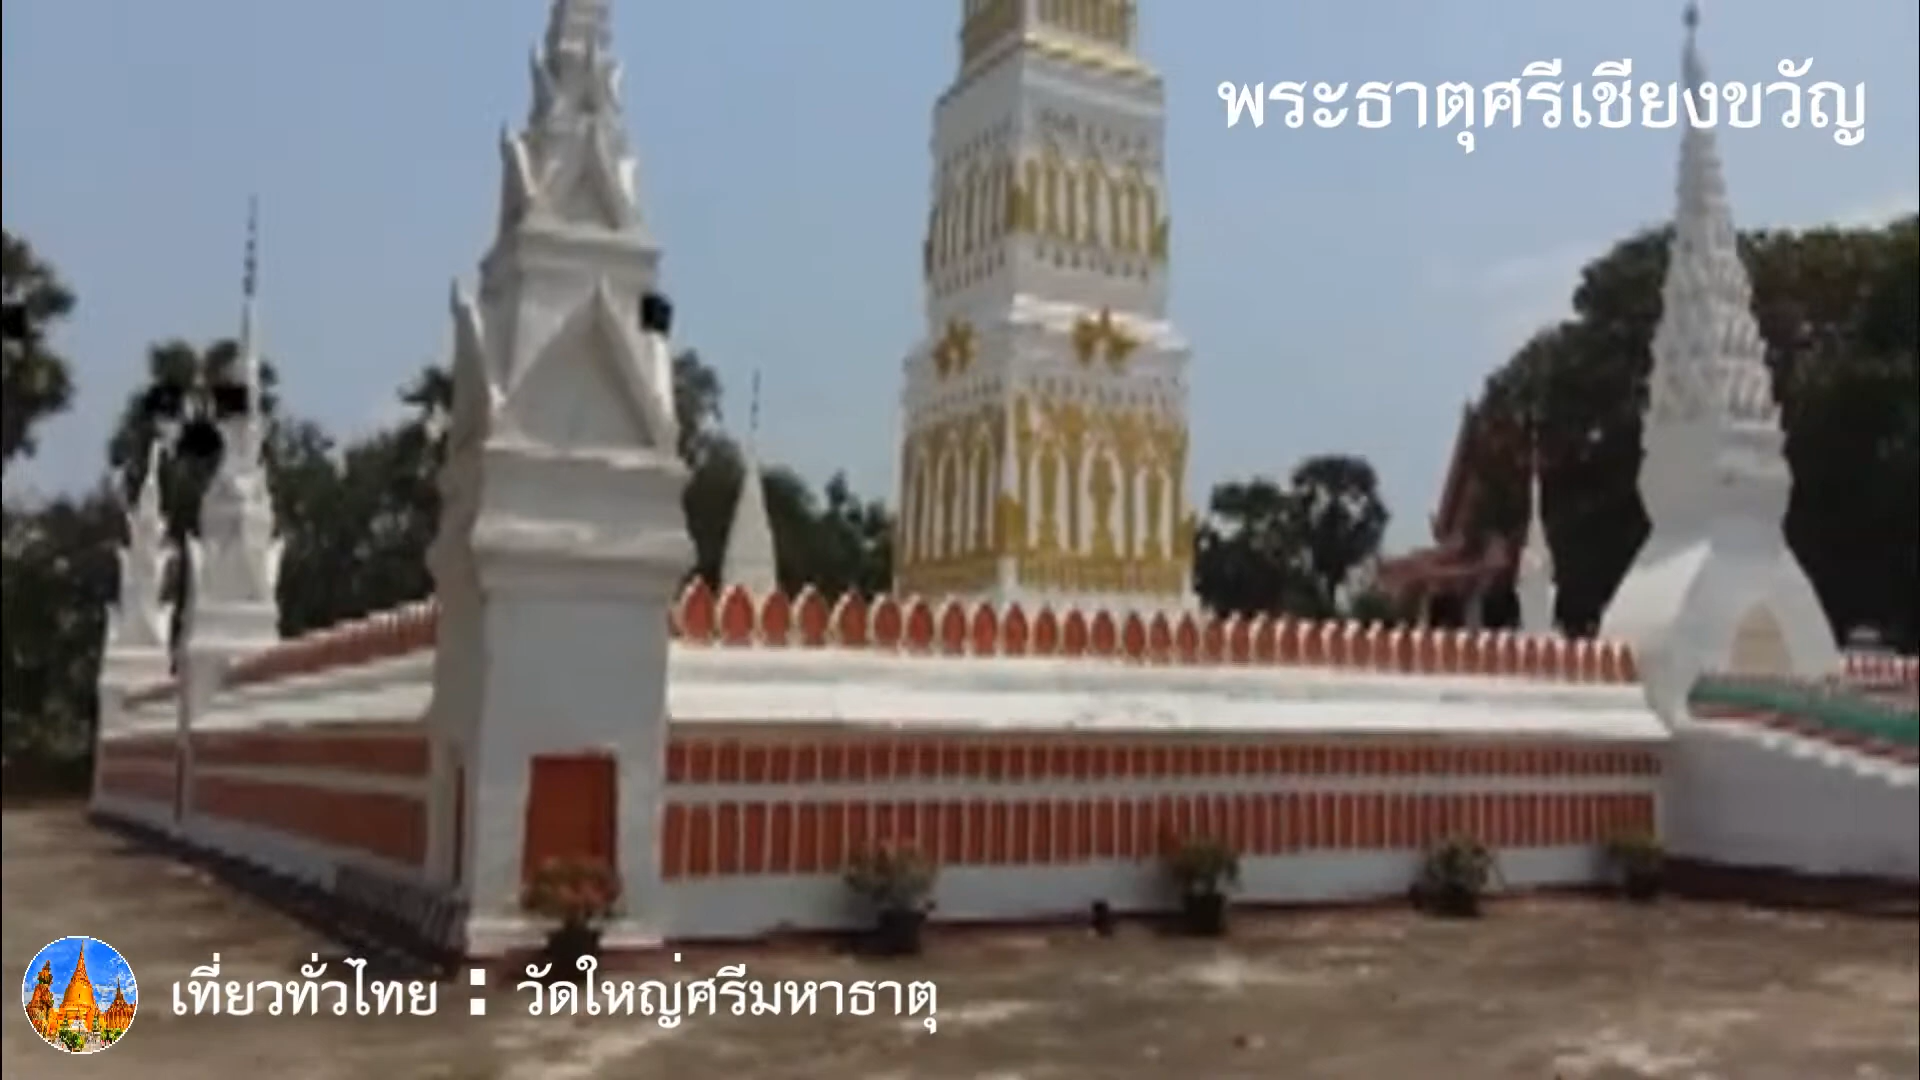 พระธาตุศรีเชียงขวัญ
เที่ยวทั่วไทย : วัดใหญ่ศรีมหาธาตุ